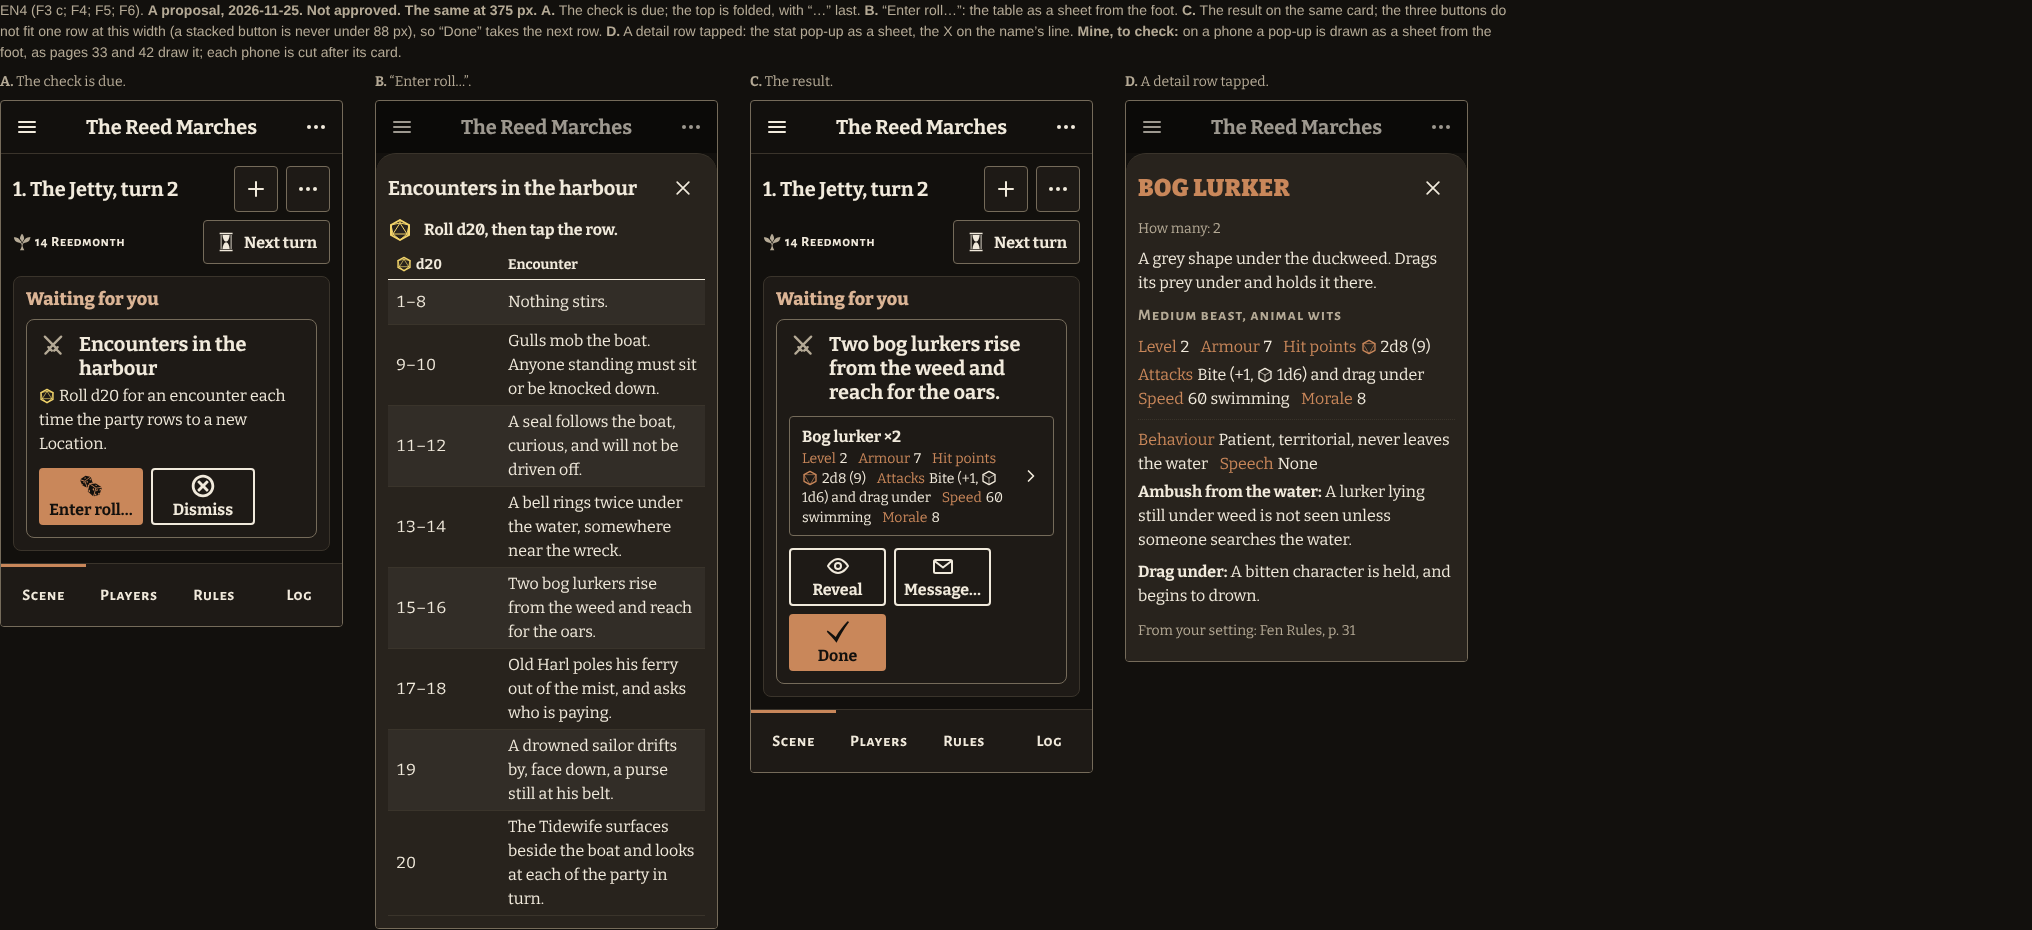 EN4 (F3 c; F4; F5; F6). A proposal, 2026-11-25. Not approved. The same at 375 px. A. The check is due; the top is folded, with “…” last. B. “Enter roll…”: the table as a sheet from the foot. C. The result on the same card; the three buttons do
not fit one row at this width (a stacked button is never under 88 px), so “Done” takes the next row. D. A detail row tapped: the stat pop-up as a sheet, the X on the name’s line. Mine, to check: on a phone a pop-up is drawn as a sheet from the
foot, as pages 33 and 42 draw it; each phone is cut after its card.
A. The check is due.
The Reed Marches
1. The Jetty, turn 2
14 Reedmonth
Next turn
Waiting for you
Encounters in the
harbour
Roll d20 for an encounter each
time the party rows to a new
Location.
Enter roll…
Dismiss
Scene
Players
Rules
Log
B. “Enter roll…”.
The Reed Marches
Encounters in the harbour
Roll d20, then tap the row.
d20 Encounter
1–8 Nothing stirs.
9–10 Gulls mob the boat.
Anyone standing must sit
or be knocked down.
11–12 A seal follows the boat,
curious, and will not be
driven off.
13–14 A bell rings twice under
the water, somewhere
near the wreck.
15–16 Two bog lurkers rise
from the weed and reach
for the oars.
17–18 Old Harl poles his ferry
out of the mist, and asks
who is paying.
19 A drowned sailor drifts
by, face down, a purse
still at his belt.
20 The Tidewife surfaces
beside the boat and looks
at each of the party in
turn.
C. The result.
The Reed Marches
1. The Jetty, turn 2
14 Reedmonth
Next turn
Waiting for you
Two bog lurkers rise
from the weed and
reach for the oars.
Bog lurker ×2
Level 2 Armour 7 Hit points
2d8 (9) Attacks Bite (+1,
1d6) and drag under Speed 60
swimming Morale 8
Reveal
Message…
Done
Scene
Players
Rules
Log
D. A detail row tapped.
The Reed Marches
BOG LURKER
How many: 2
A grey shape under the duckweed. Drags
its prey under and holds it there.
Medium beast, animal wits
Level 2 Armour 7 Hit points 2d8 (9)
Attacks Bite (+1, 1d6) and drag under
Speed 60 swimming Morale 8
Behaviour Patient, territorial, never leaves
the water Speech None
Ambush from the water: A lurker lying
still under weed is not seen unless
someone searches the water.
Drag under: A bitten character is held, and
begins to drown.
From your setting: Fen Rules, p. 31